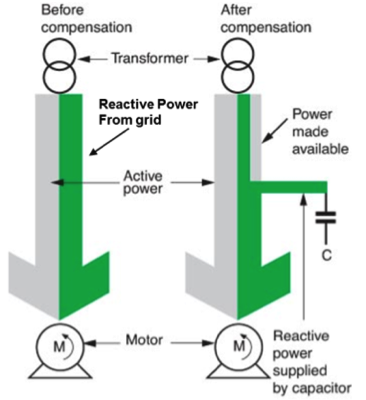 Before
compensation
After
compensation
Transformer
Reactive Power
From grid
Power
made
available
Active
power
C
Motor
M
M
Reactive
power
supplied
by capacitor